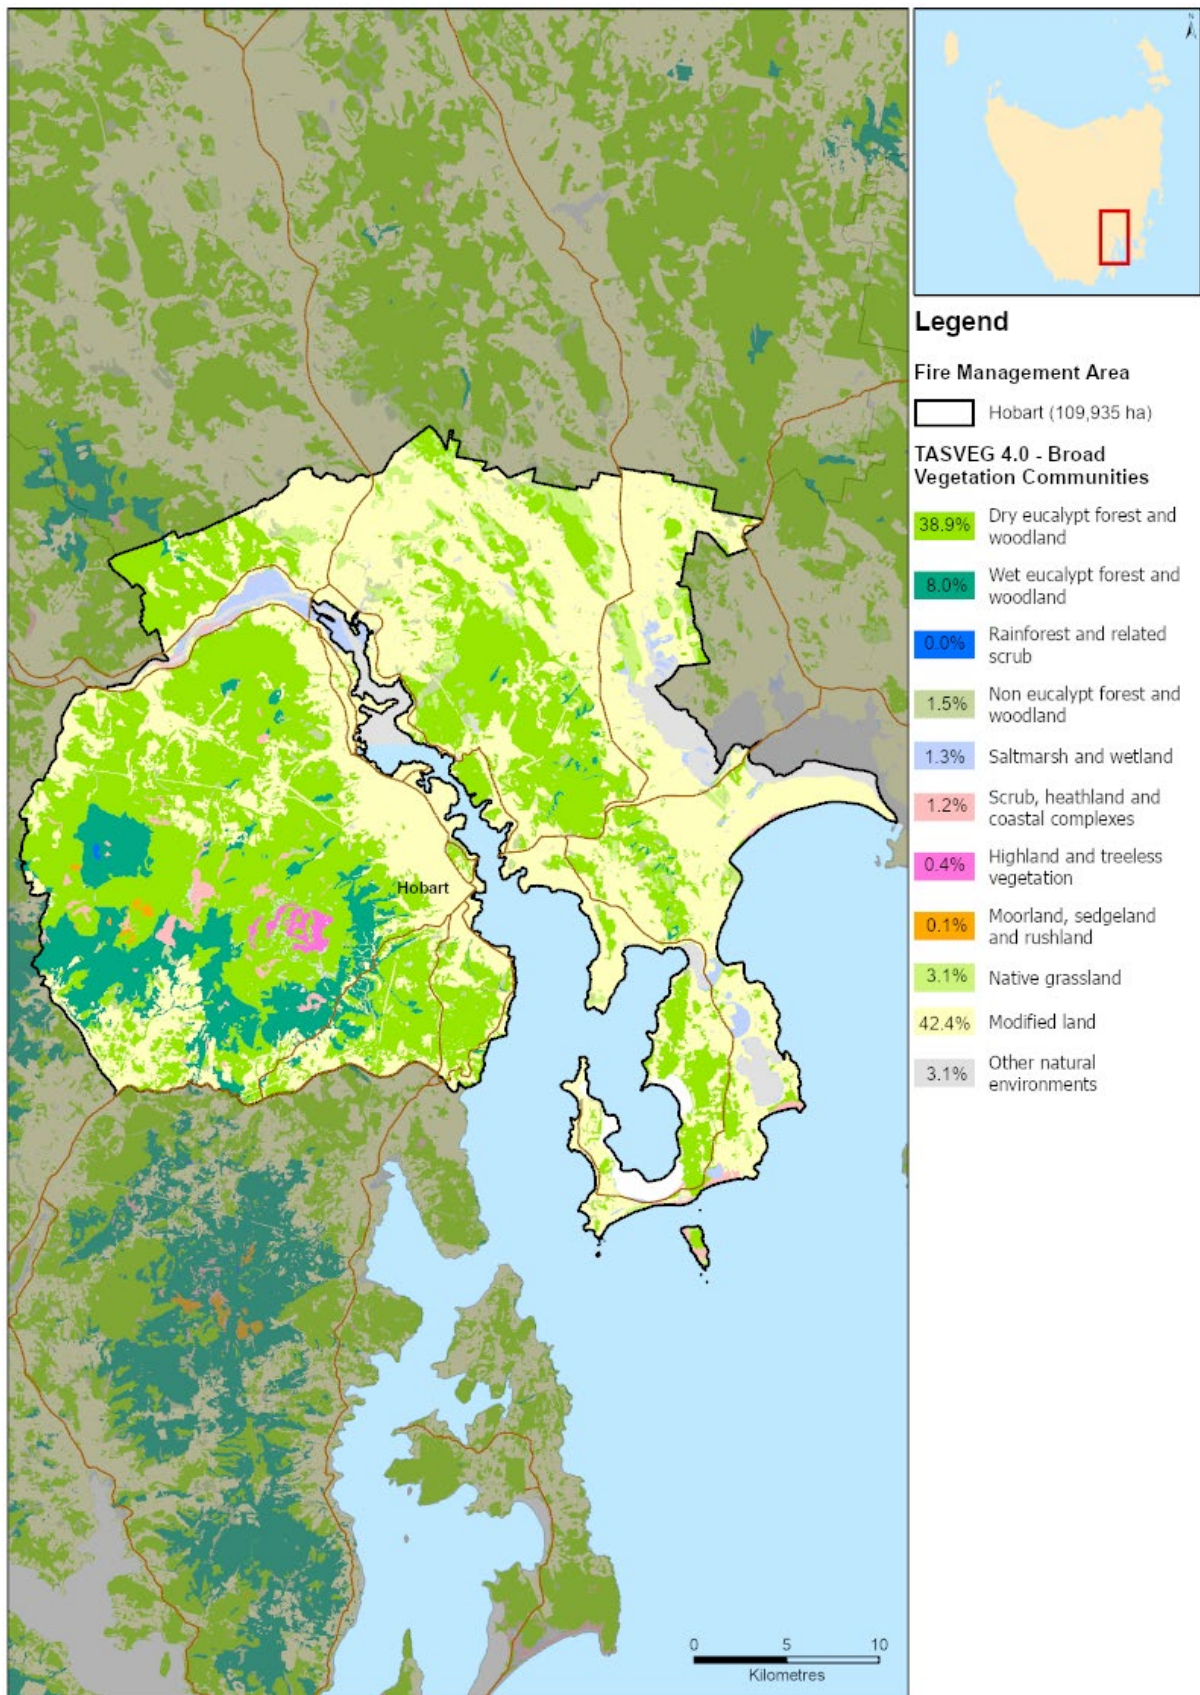 N
Legend
Fire Management Area
Hobart (109,935 ha)
TASVEG 4.0 - Broad
Vegetation Communities
38.9% Dry eucalypt forest and
woodland
8.0% Wet eucalypt forest and
woodland
0.0% Rainforest and related
scrub
1.5% Non eucalypt forest and
woodland
1.3% Saltmarsh and wetland
1.2% Scrub, heathland and
coastal complexes
0.4% Highland and treeless
vegetation
0.1% Moorland, sedgeland
and rushland
3.1% Native grassland
42.4% Modified land
3.1% Other natural
environments
Hobart
0 5 10
Kilometres